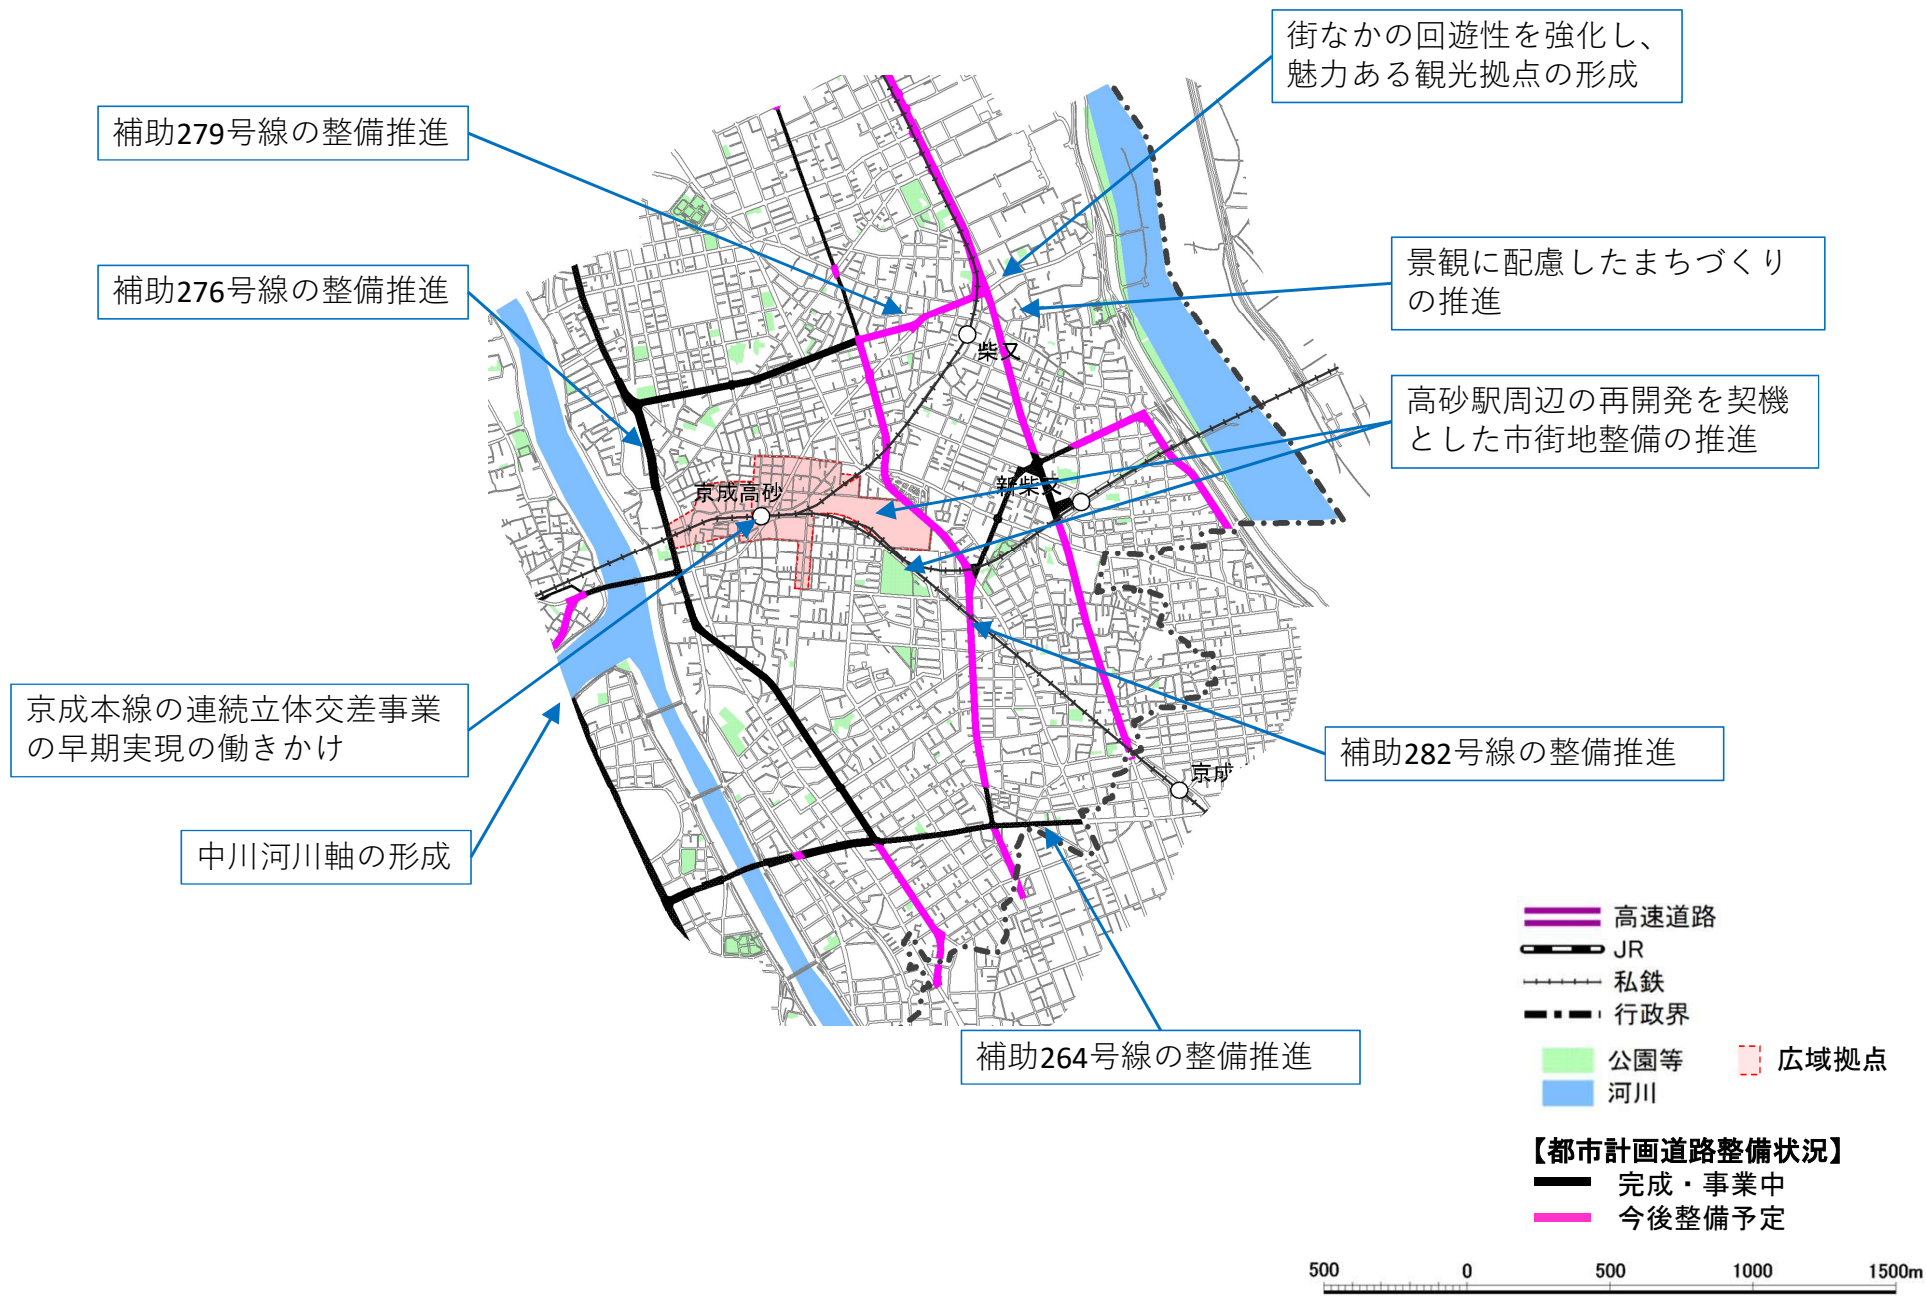 街なかの回遊性を強化し、
魅力ある観光拠点の形成
補助279号線の整備推進
景観に配慮したまちづくり
の推進
補助276号線の整備推進
柴又
高砂駅周辺の再開発を契機
とした市街地整備の推進
京成高砂
新柴又
京成本線の連続立体交差事業
の早期実現の働きかけ
補助282号線の整備推進
京成
中川河川軸の形成
補助264号線の整備推進
高速道路
JR
私鉄
行政界
公園等
広域拠点
河川
【都市計画道路整備状況】
完成・事業中
今後整備予定
500 0 500 1000 1500m